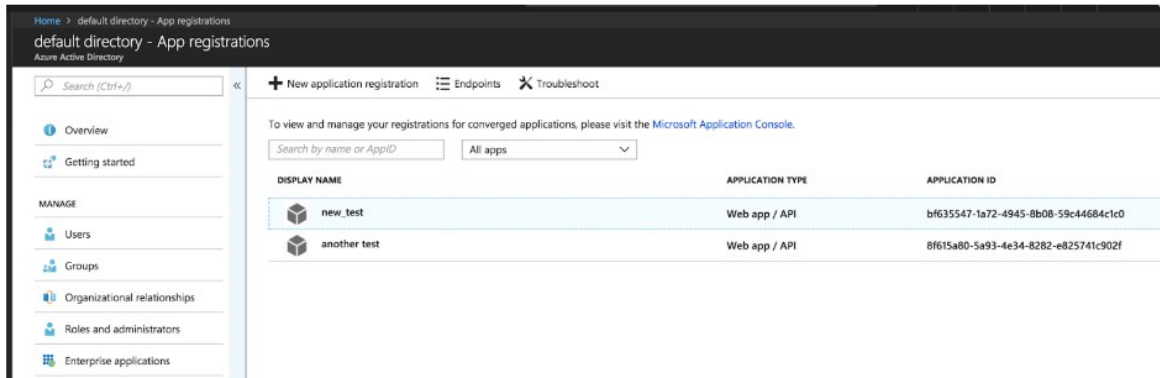 Home > default directory - App registrations
default directory - App registrations
Azure Active Directory
Search (Ctrl+/)
«
Overview
Getting started
MANAGE
Users
Groups
Organizational relationships
Roles and administrators
Enterprise applications
New application registration Endpoints Troubleshoot
To view and manage your registrations for converged applications, please visit the Microsoft Application Console.
Search by name or AppID All apps
DISPLAY NAME APPLICATION TYPE APPLICATION ID
new_test Web app / API bf635547-1a72-4945-8b08-59c44684c1c0
another test Web app / API 8f615a80-5a93-4e34-8282-e825741c902f